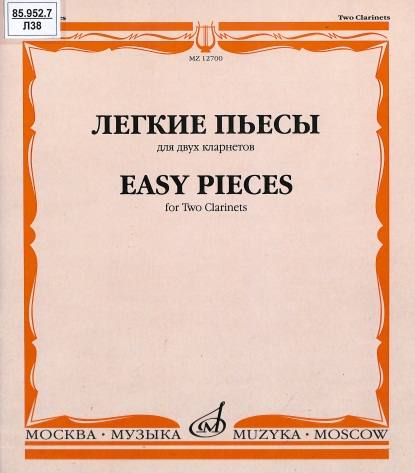 85.952.7
Л38
Two Clarinets
MZ 12700
ЛЕГКИЕ ПЬЕСЫ
для двух кларнетов
EASY PIECES
for Two Clarinets
М
МОСКВА · МУЗЫКА MUZYKA · MOSCOW